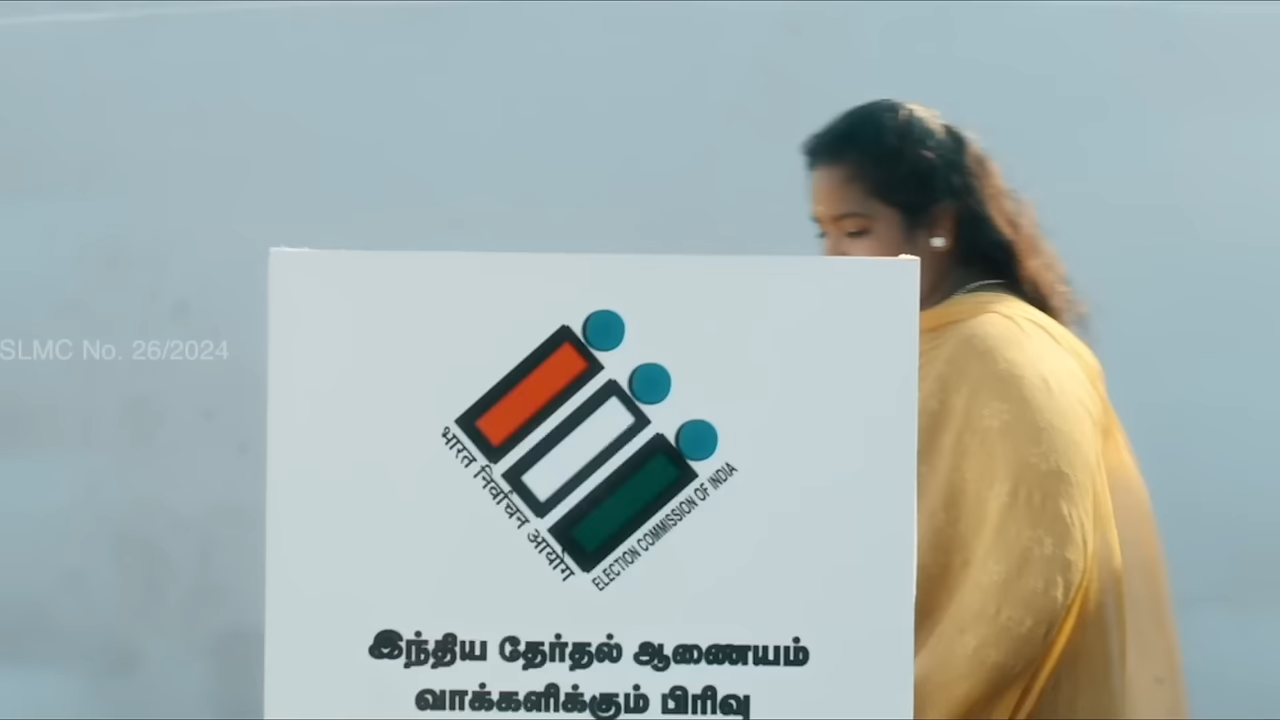 SLMC No. 26/2024
भारत निर्वाचन आयोग
ELECTION COMMISSION OF INDIA
இந்திய தேர்தல் ஆணையம்
வாக்களிக்கும் பிரிவு